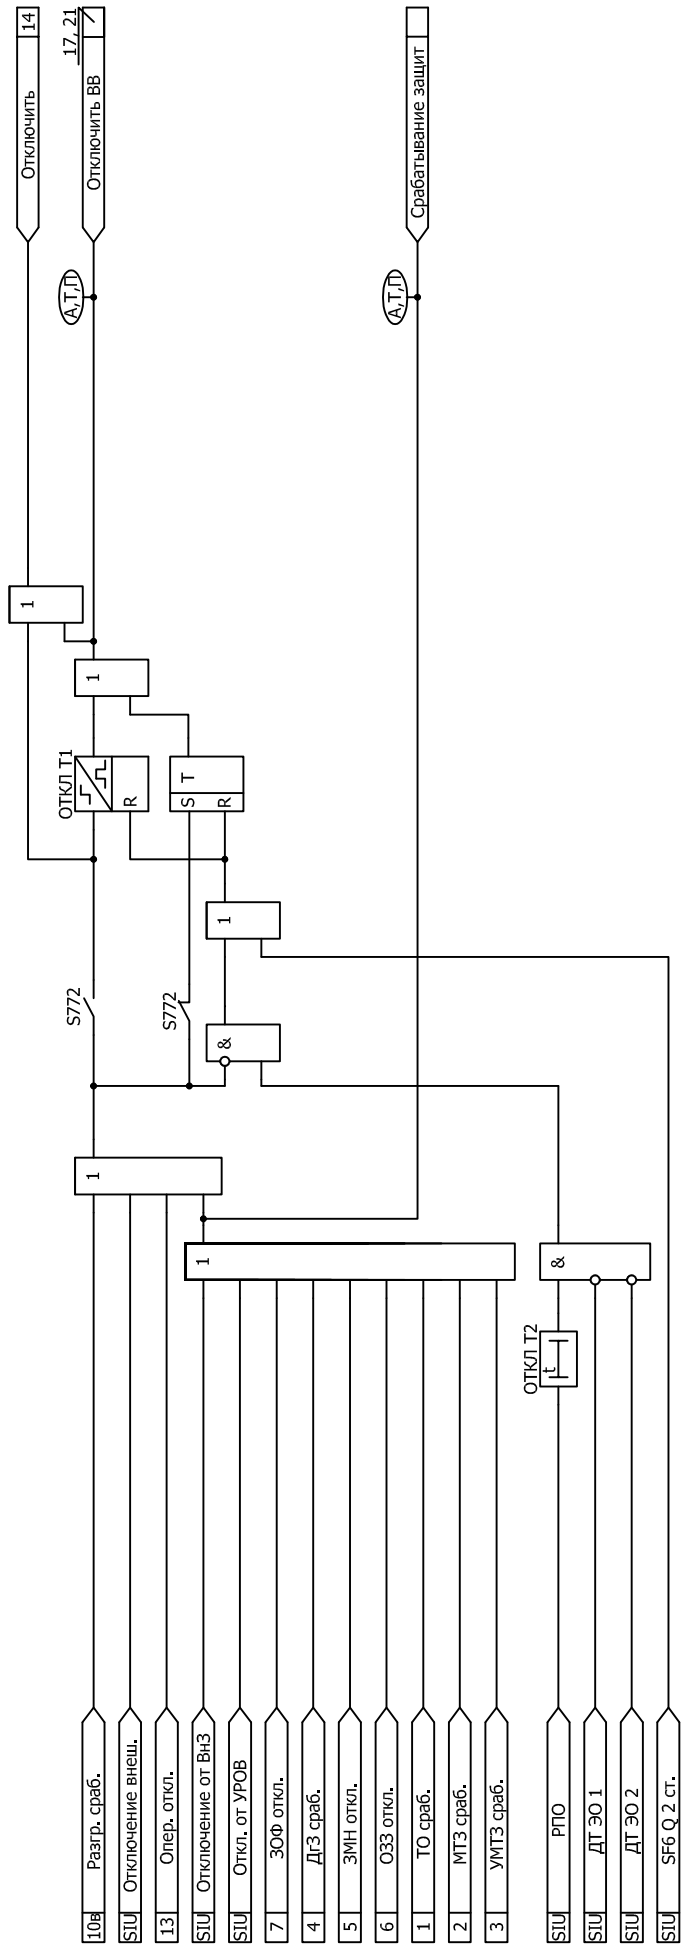 10в Разгр. сраб.
SIU Отключение внеш.
13 Опер. откл.
SIU Отключение от ВнЗ
SIU Откл. от УРОВ
7 ЗОФ откл.
4 ДгЗ сраб.
5 ЗМН откл.
6 ОЗЗ откл.
1 ТО сраб.
2 МТЗ сраб.
3 УМТЗ сраб.
SIU РПО
SIU ДТ ЭО 1
SIU ДТ ЭО 2
SIU SF6 Q 2 ст.
ОТКЛ Т2
t
1
&
1
&
S772
S772
1
ОТКЛ Т1
R
S T
R
1
1
А,Т,П
А,Т,П
Отключить 14
Отключить ВВ
17, 21
Срабатывание защит